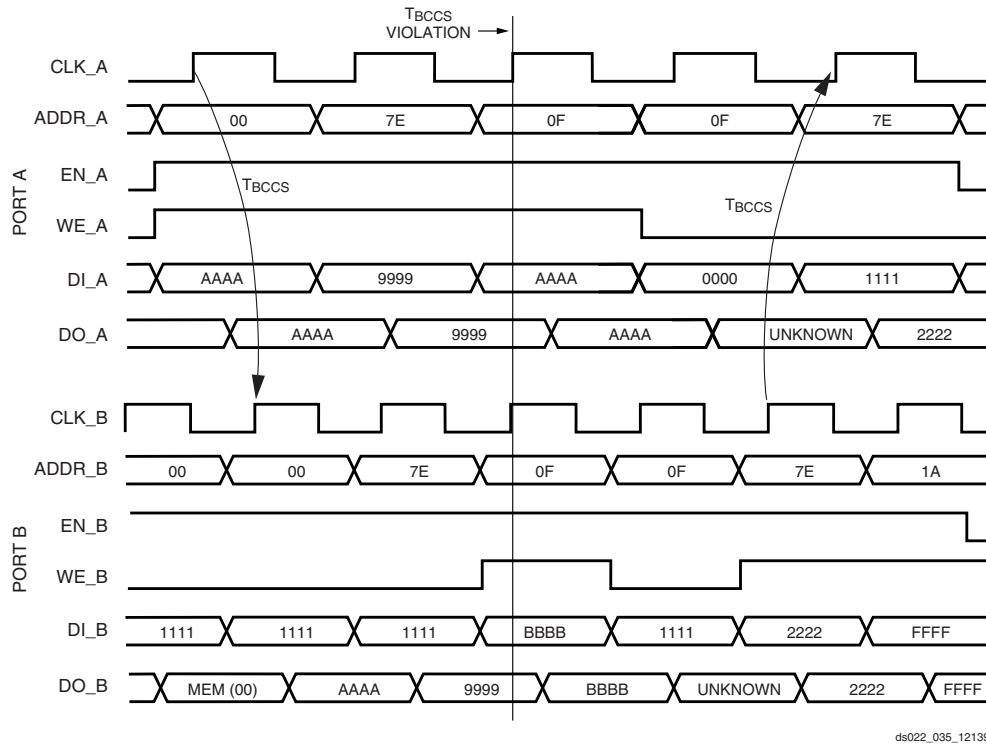 TBCCS
VIOLATION
CLK_A
ADDR_A 00 7E 0F 0F 7E
EN_A
TBCCS TBCCS
PORT A
WE_A
DI_A AAAA 9999 AAAA 0000 1111
DO_A AAAA 9999 AAAA UNKNOWN 2222
CLK_B
ADDR_B 00 00 7E 0F 0F 7E 1A
EN_B
PORT B
WE_B
DI_B 1111 1111 1111 BBBB 1111 2222 FFFF
DO_B MEM (00) AAAA 9999 BBBB UNKNOWN 2222 FFFF
ds022_035_12139